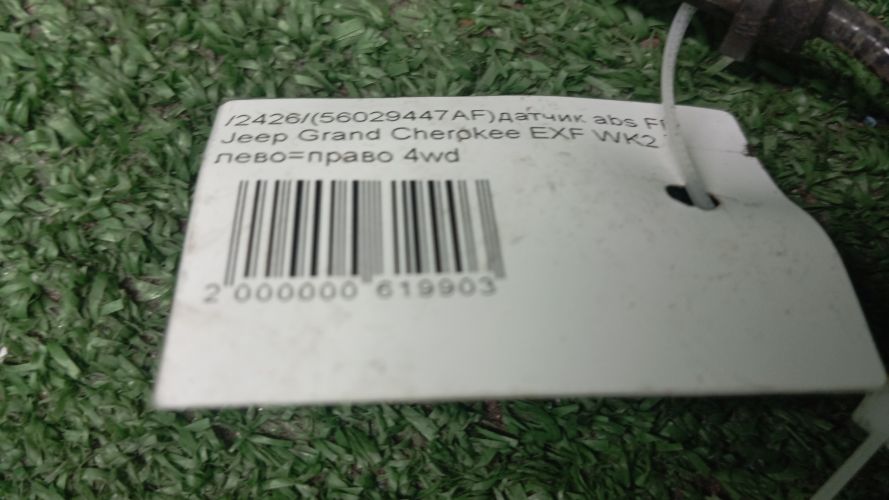 /2426/(56029447AF)датчик abs
Jeep Grand Cherokee EXF WK2
лево=право 4wd
2 000000 619903